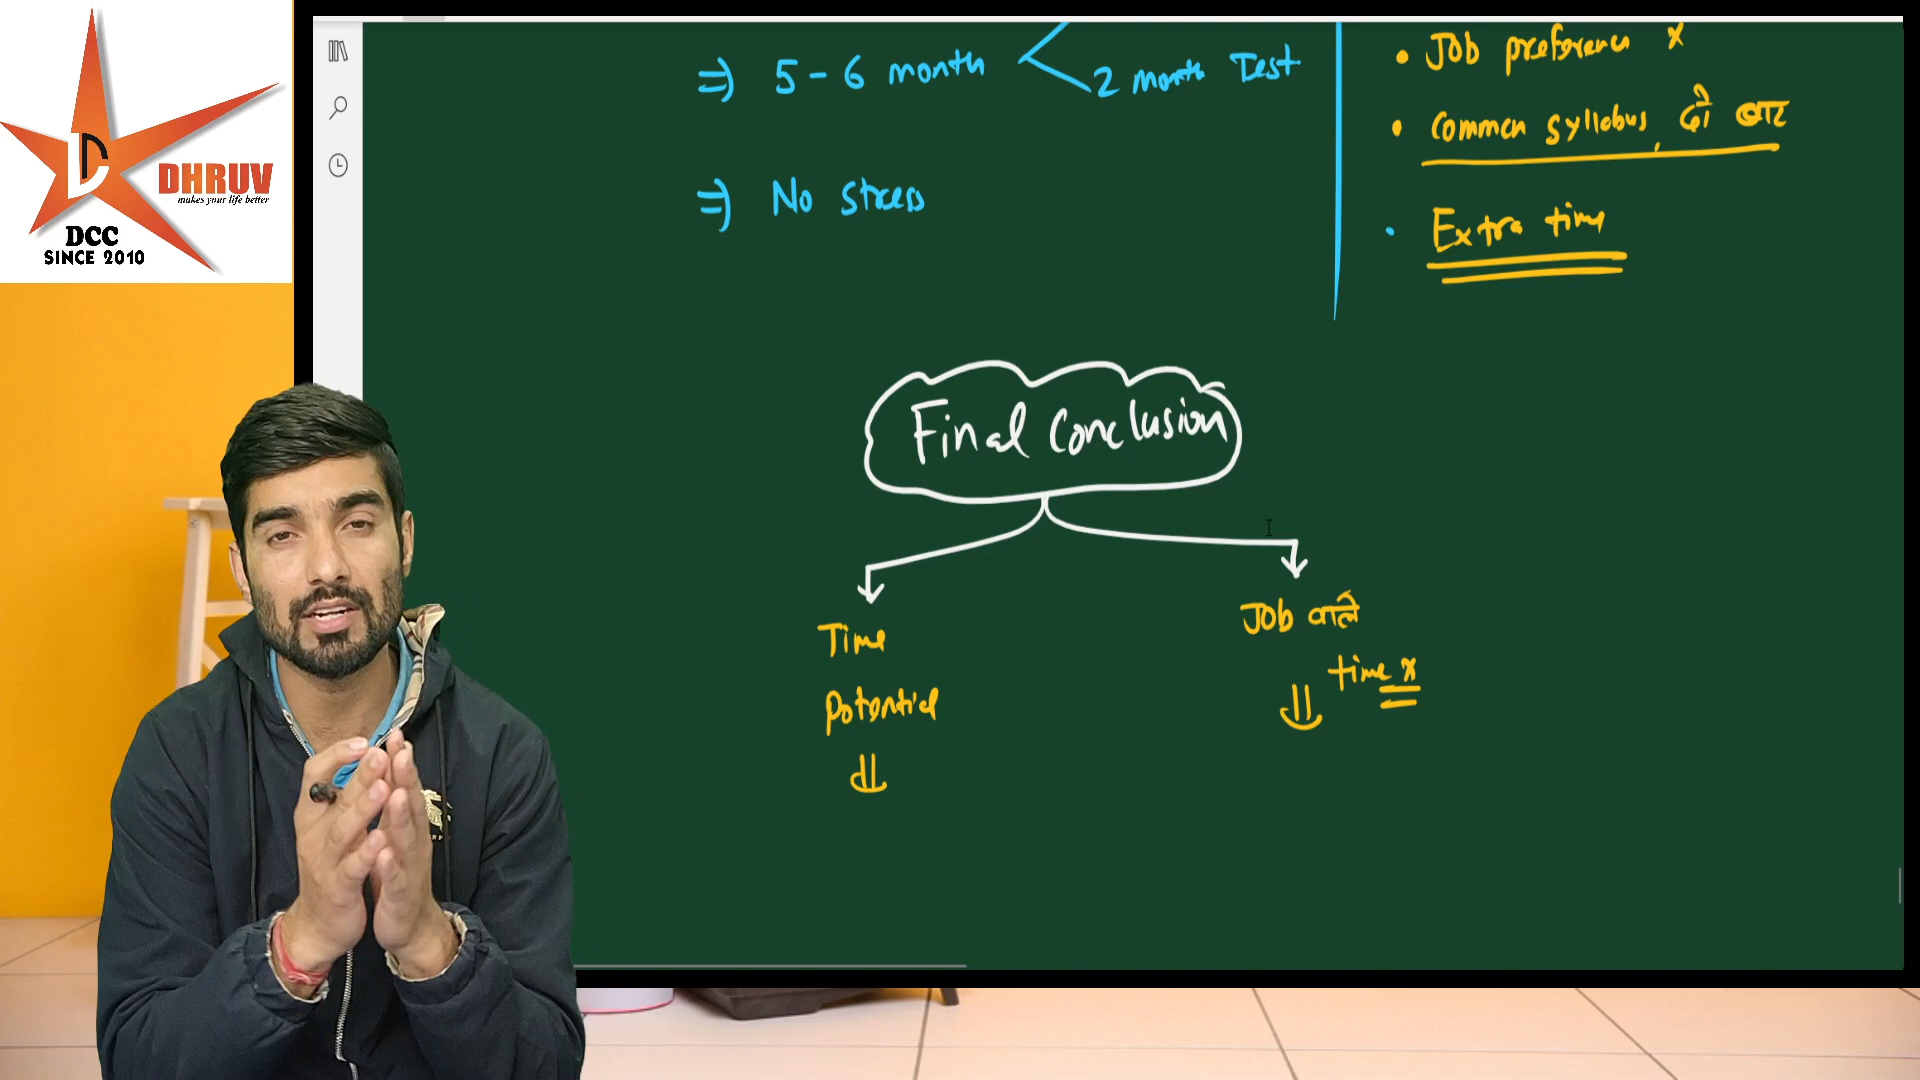 DC
DHRUV
makes your life better
DCC
SINCE 2010
⇒ 5-6 month
2 month Test
⇒ No stress
• Job preference x
• Common syllabus, दो बार
• Extra time
Final Conclusion
Time
Potential
Job वाले
time x